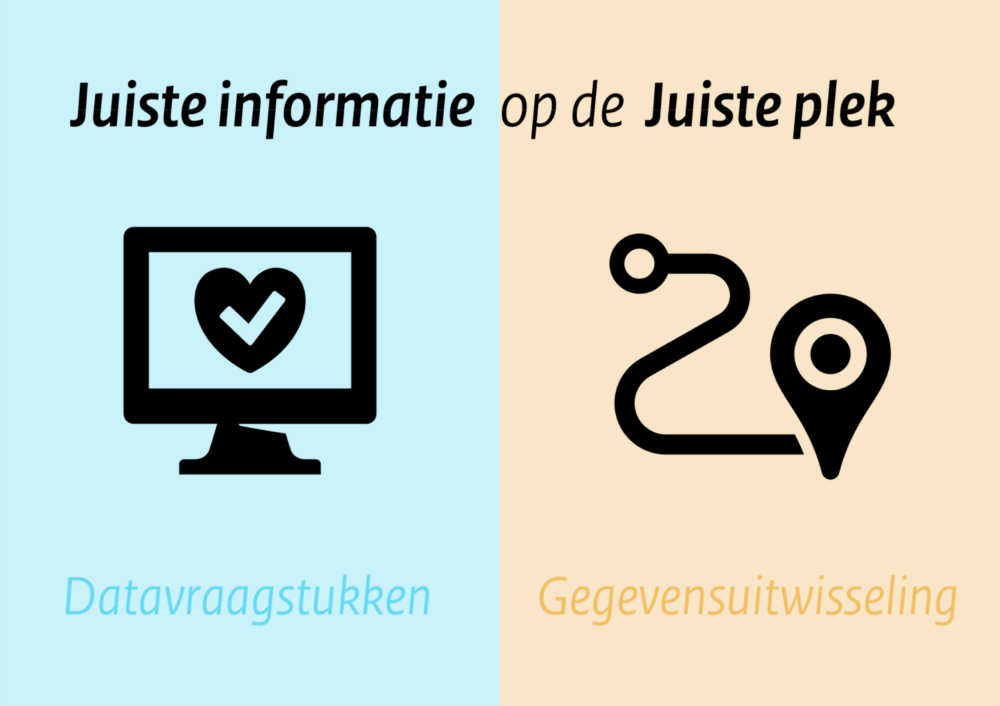 Juiste informatie op de Juiste plek
Datavraagstukken
Gegevensuitwisseling